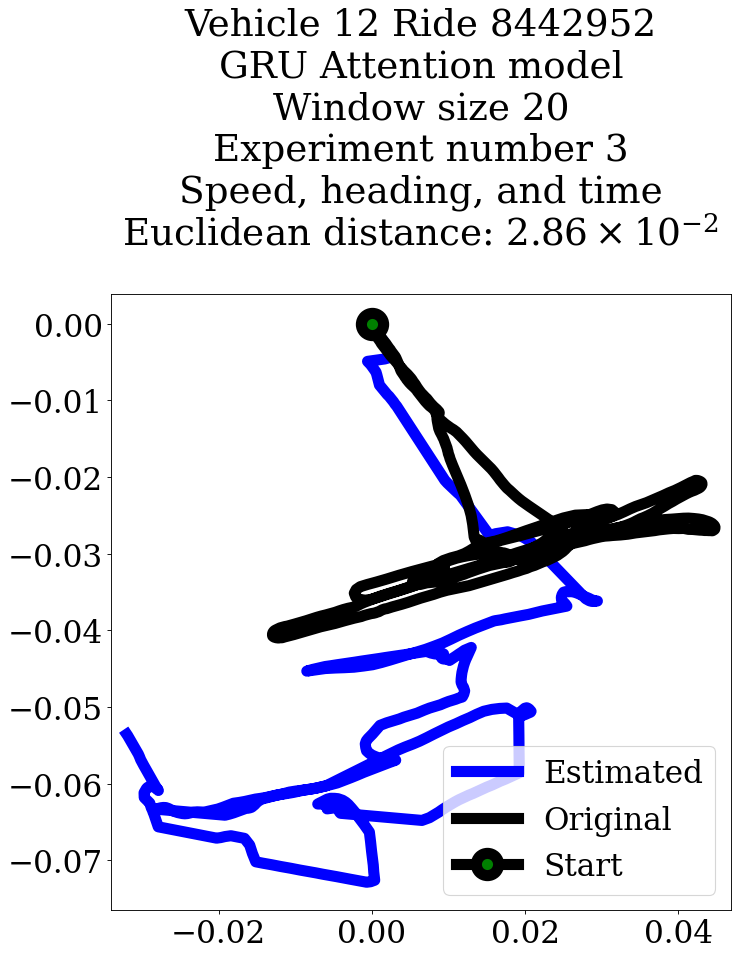 Vehicle 12 Ride 8442952
GRU Attention model
Window size 20
Experiment number 3
Speed, heading, and time
Euclidean distance: 2.86 × 10⁻²
0.00
−0.01
−0.02
−0.03
−0.04
−0.05
−0.06
−0.07
Estimated
Original
Start
−0.02
0.00
0.02
0.04